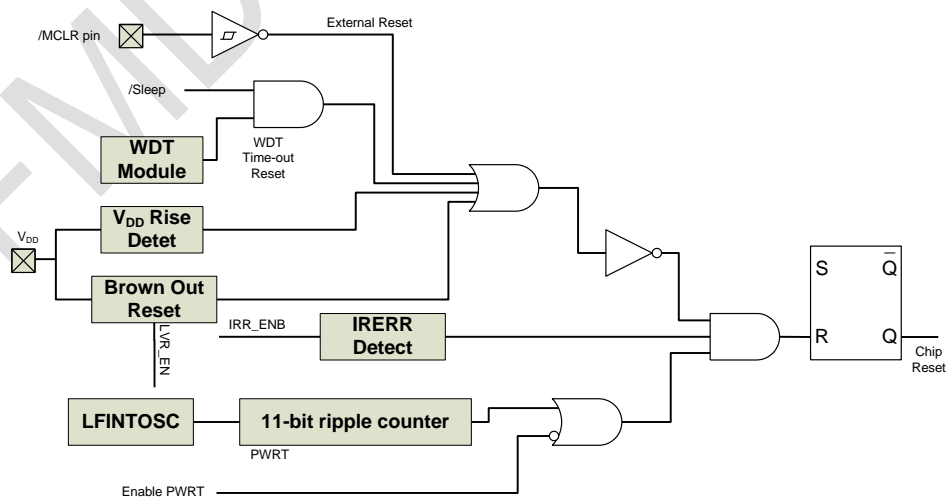 /MCLR pin
External Reset
/Sleep
WDT
Module
WDT
Time-out
Reset
VDD
VDD Rise
Detet
Brown Out
Reset
LVR_EN
IRR_ENB
IRERR
Detect
S
Q
R
Q
Chip
Reset
LFINTOSC
11-bit ripple counter
PWRT
Enable PWRT